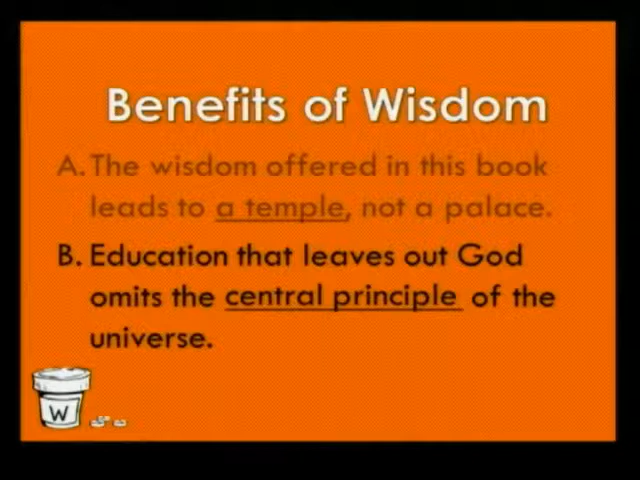 Benefits of Wisdom
A. The wisdom offered in this book
leads to a temple, not a palace.
B. Education that leaves out God
omits the central principle of the
universe.
W